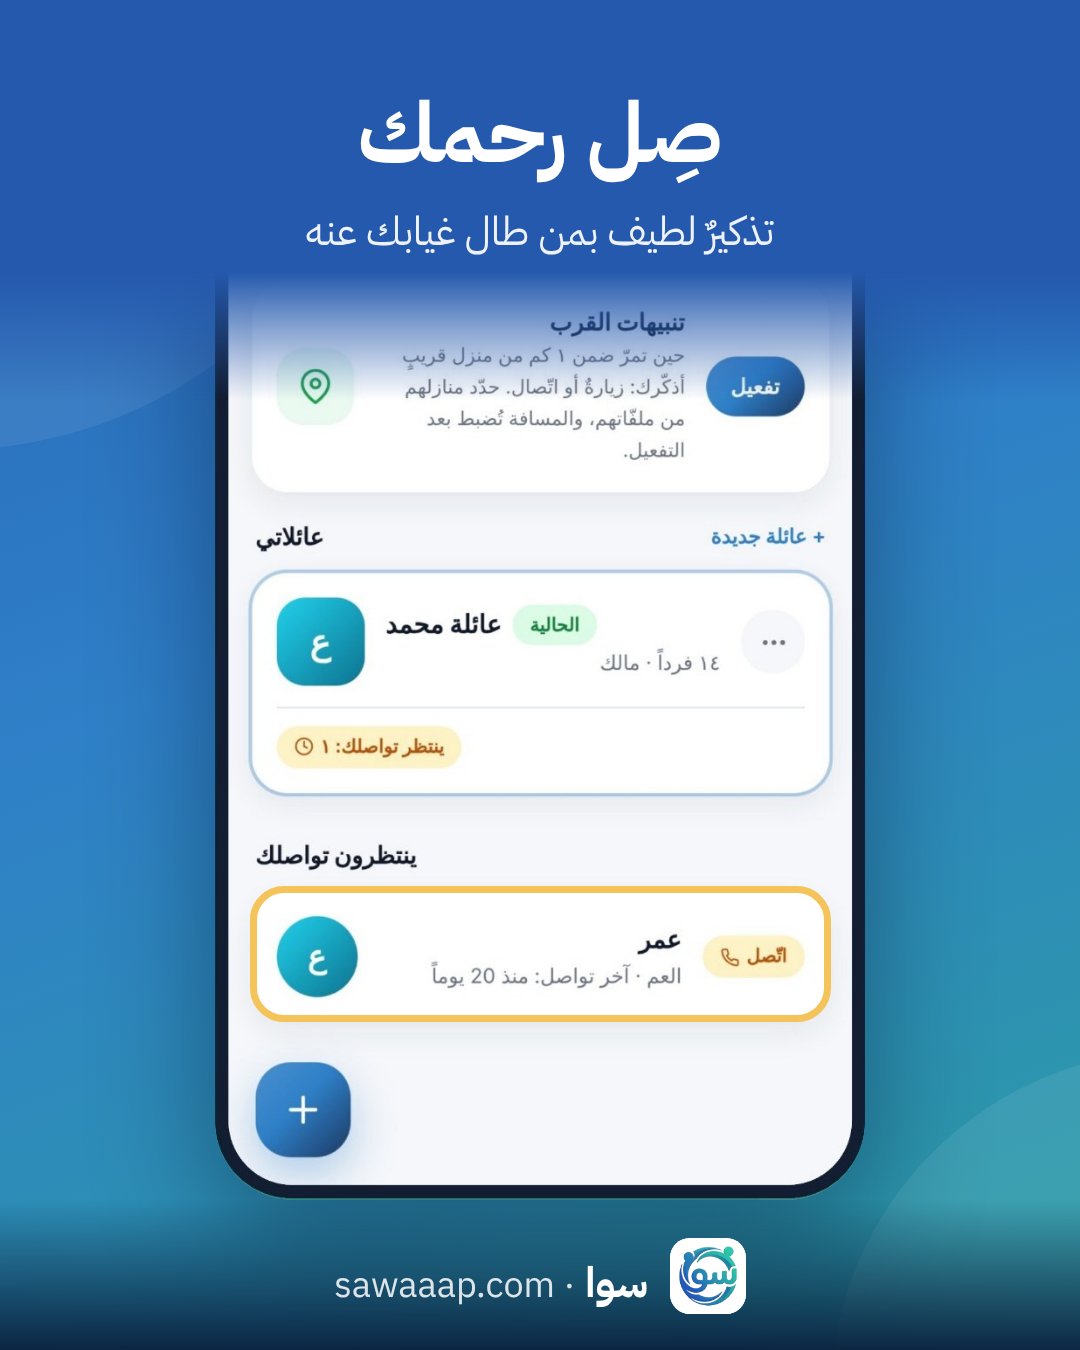 صِل رحمك
تذكيرٌ لطيف بمن طال غيابك عنه
تنبيهات القرب
حين تمرّ ضمن ١ كم من منزل قريبٍ
أذكّرك: زيارةٌ أو اتّصال. حدّد منازلهم
من ملفّاتهم، والمسافة تُضبط بعد
التفعيل.
تفعيل
عائلاتي
+ عائلة جديدة
ع
عائلة محمد
الحالية
١٤ فرداً · مالك
ينتظر تواصلك: ١
ينتظرون تواصلك
ع
عمر
العم · آخر تواصل: منذ 20 يوماً
اتّصل
سوا
سوا · sawaaap.com